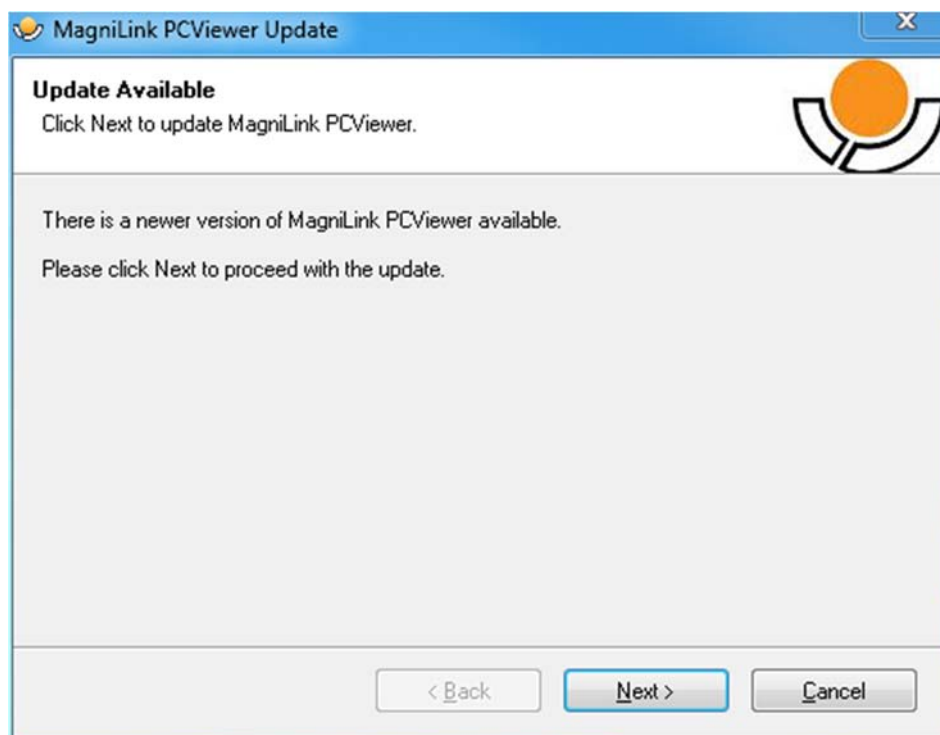 MagniLink PCViewer Update
X
Update Available
Click Next to update MagniLink PCViewer.
There is a newer version of MagniLink PCViewer available.
Please click Next to proceed with the update.
< Back
Next >
Cancel